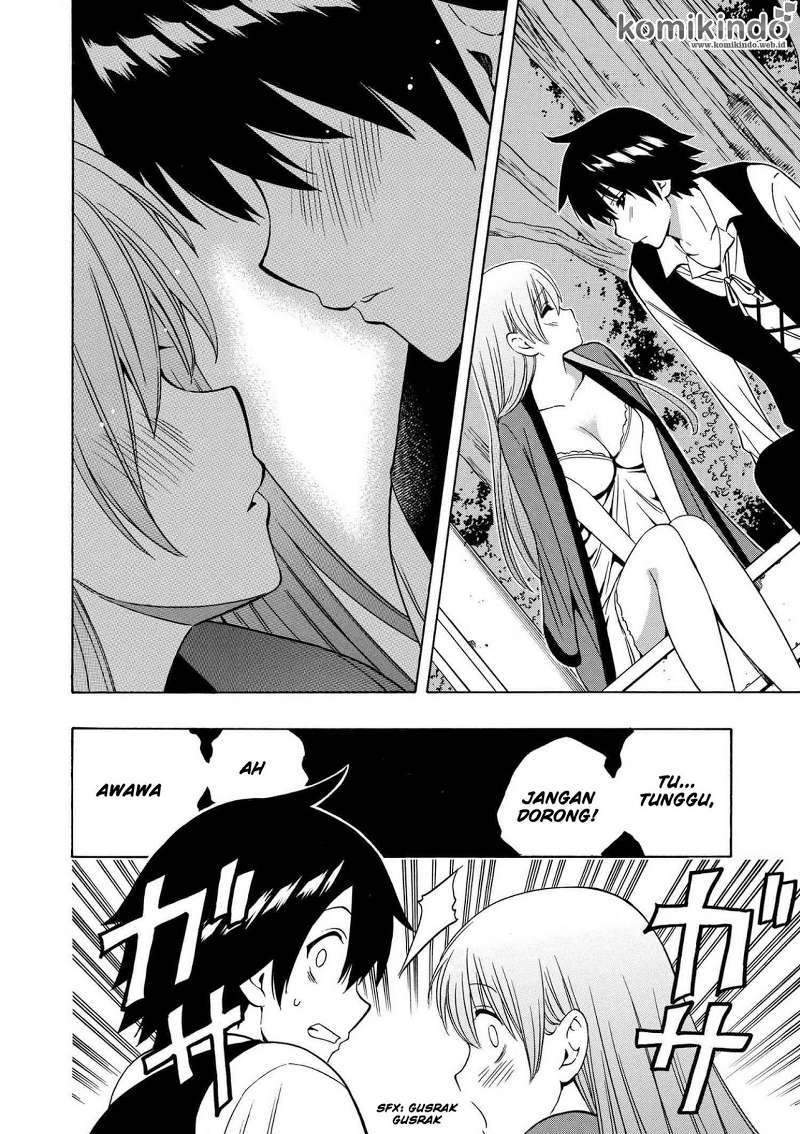 komikindo
www.komikindo.web.id
TU...
TUNGGU,
JANGAN
DORONG!
AH
AWAWA
ガサ
ガサ
SFX: GUSRAK
GUSRAK